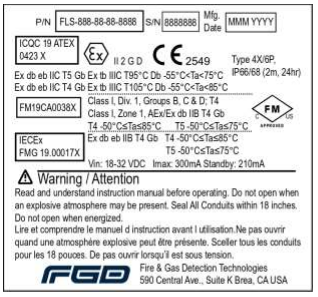 P/N FLS-888-88-88-8888 S/N 8888888 Mfg. Date MMM YYYY
ICQC 19 ATEX
0423 X
Ex II 2 G D CE 2549 Type 4X/6P,
IP66/68 (2m, 24hr)
Ex db eb IIC T5 Gb Ex tb IIIC T95°C Db -55°C<Ta<75°C
Ex db eb IIC T4 Gb Ex tb IIIC T105°C Db -55°C<Ta<85°C
FM19CA0038X
Class I, Div. 1, Groups B, C & D; T4
Class I, Zone 1, AEx/Ex db IIB T4 Gb
T4 -50°C≤Ta≤85°C T5 -50°C≤Ta≤75°C
FM
C US
APPROVED
IECEx
FMG 19.00017X
Ex db eb IIB T4 Gb T4 -50°C≤Ta≤85°C
T5 -50°C≤Ta≤75°C
Vin: 18-32 VDC Imax: 300mA Standby: 210mA
Warning / Attention
Read and understand instruction manual before operating. Do not open when
an explosive atmosphere may be present. Seal All Conduits within 18 inches.
Do not open when energized.
Lire et comprendre le manuel d instruction avant l utilisation.Ne pas ouvrir
quand une atmosphère explosive peut être présente. Sceller tous les conduits
pour les 18 pouces. De pas ouvrir lorsqu'il est sous tension.
FGD
Fire & Gas Detection Technologies
590 Central Ave., Suite K Brea, CA USA